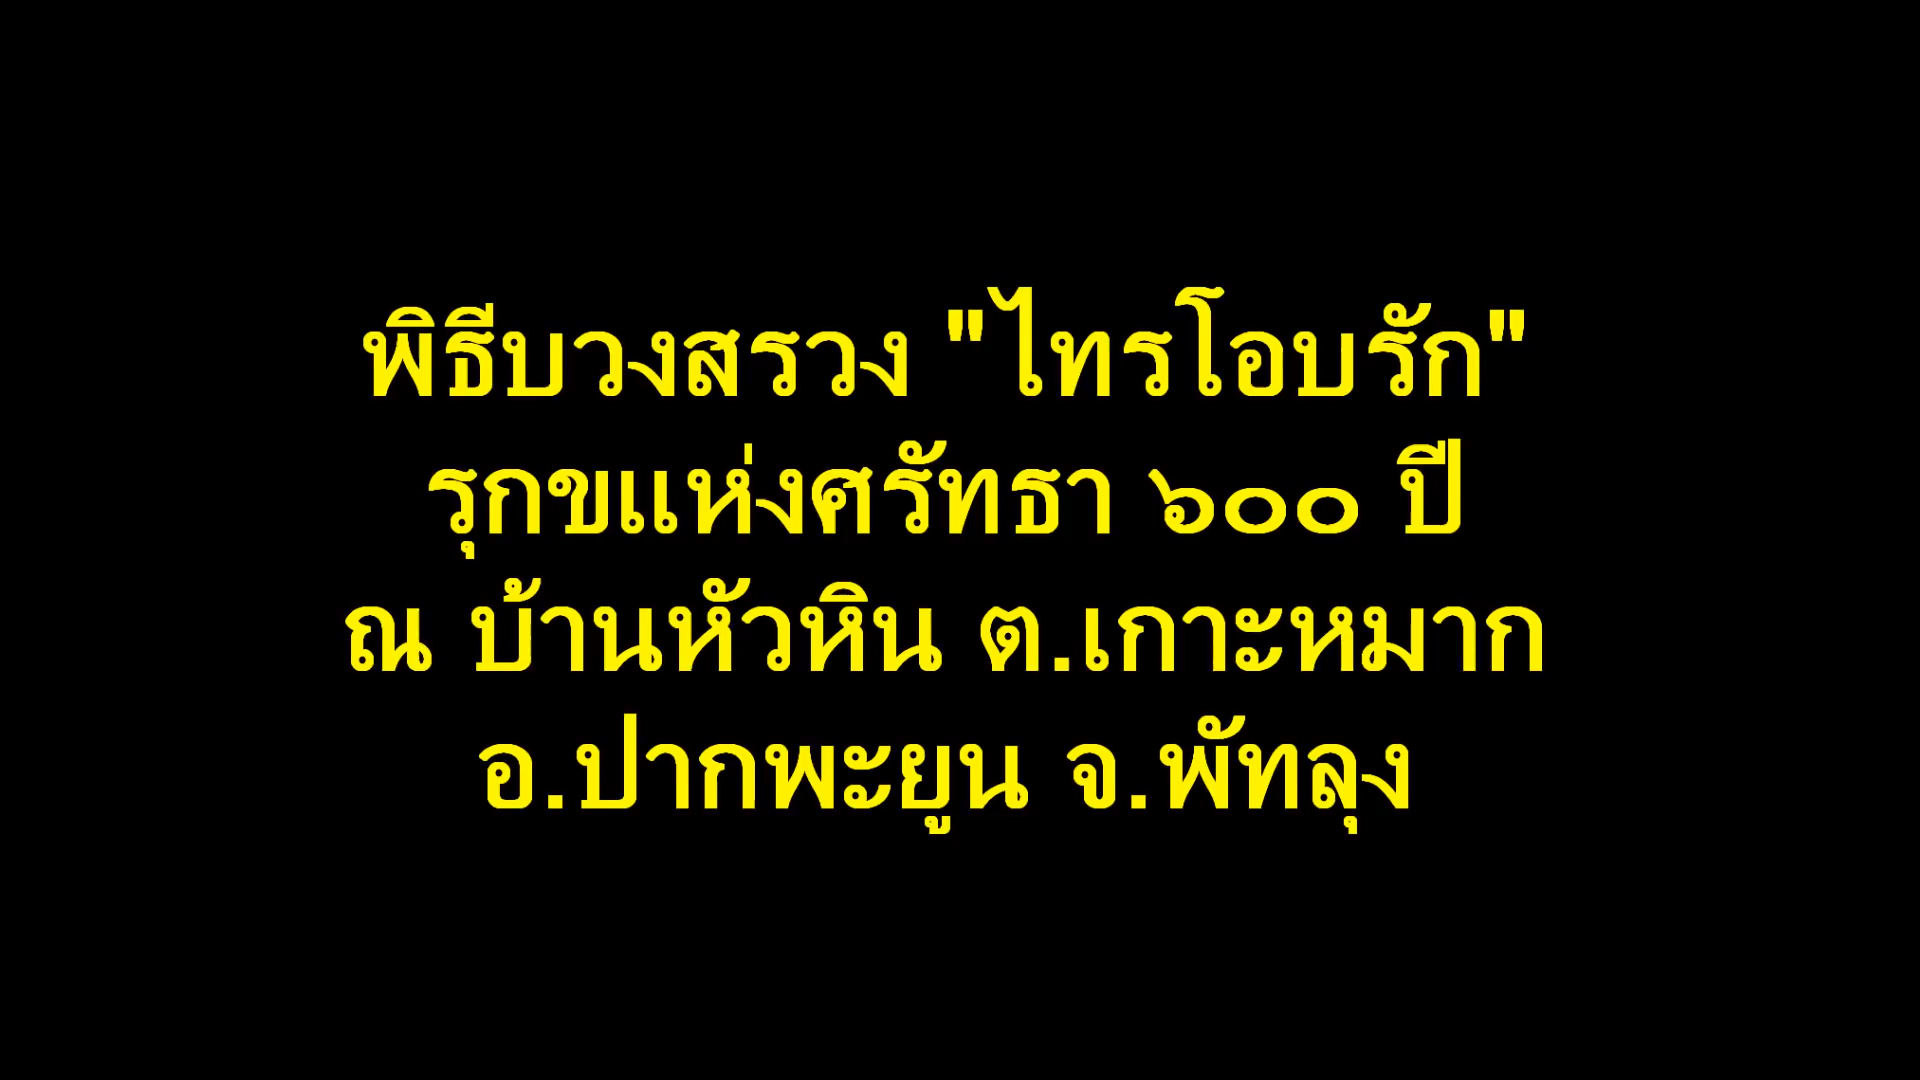 พิธีบวงสรวง "ไทรโอบรัก"
รุกขแห่งศรัทธา ๖๐๐ ปี
ณ บ้านหัวหิน ต.เกาะหมาก
อ.ปากพะยูน จ.พัทลุง